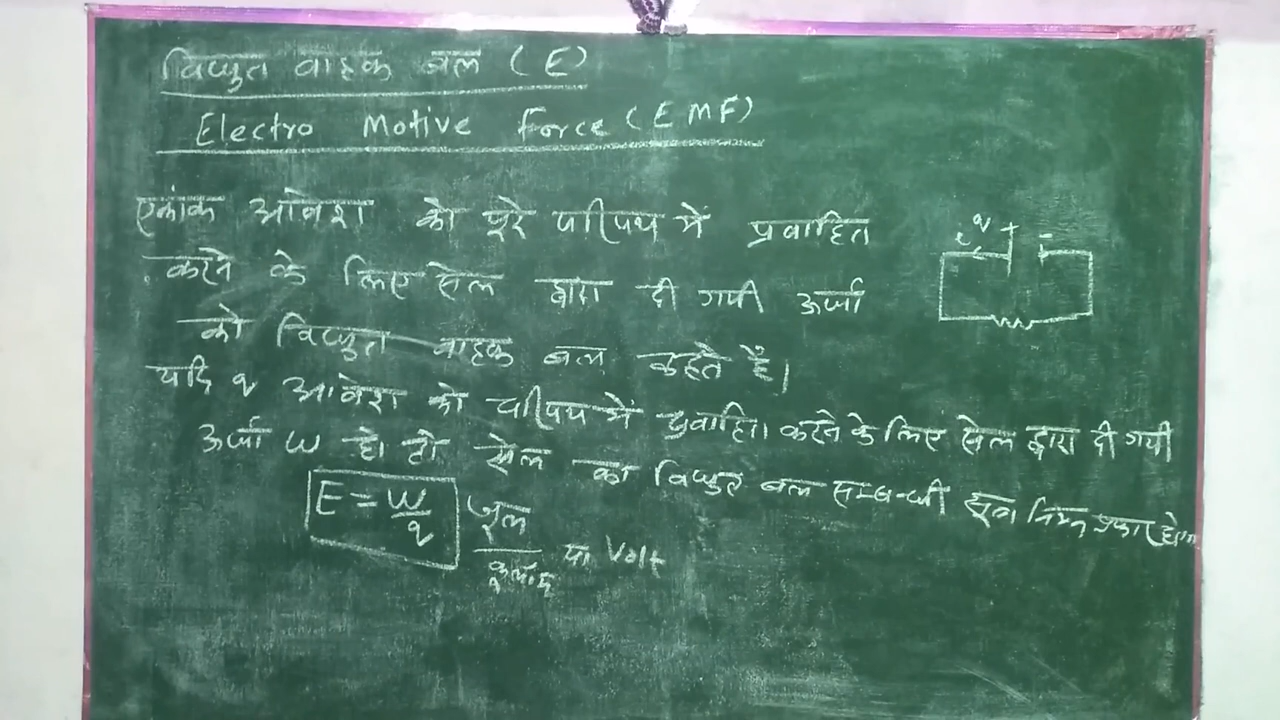 विद्युत वाहक बल (E)
Electro Motive Force (EMF)
एकांक आवेश को पूरे परिपथ में प्रवाहित
करने के लिए सेल द्वारा दी गयी ऊर्जा
को विद्युत वाहक बल कहते हैं।
यदि q आवेश को परिपथ में प्रवाहित करने के लिए सेल द्वारा दी गयी
ऊर्जा W हो तो सेल का विद्युत बल सम्बन्धी सूत्र निम्न प्रकार होगा
E = W/q जूल/कूलॉम या Volt
q + -